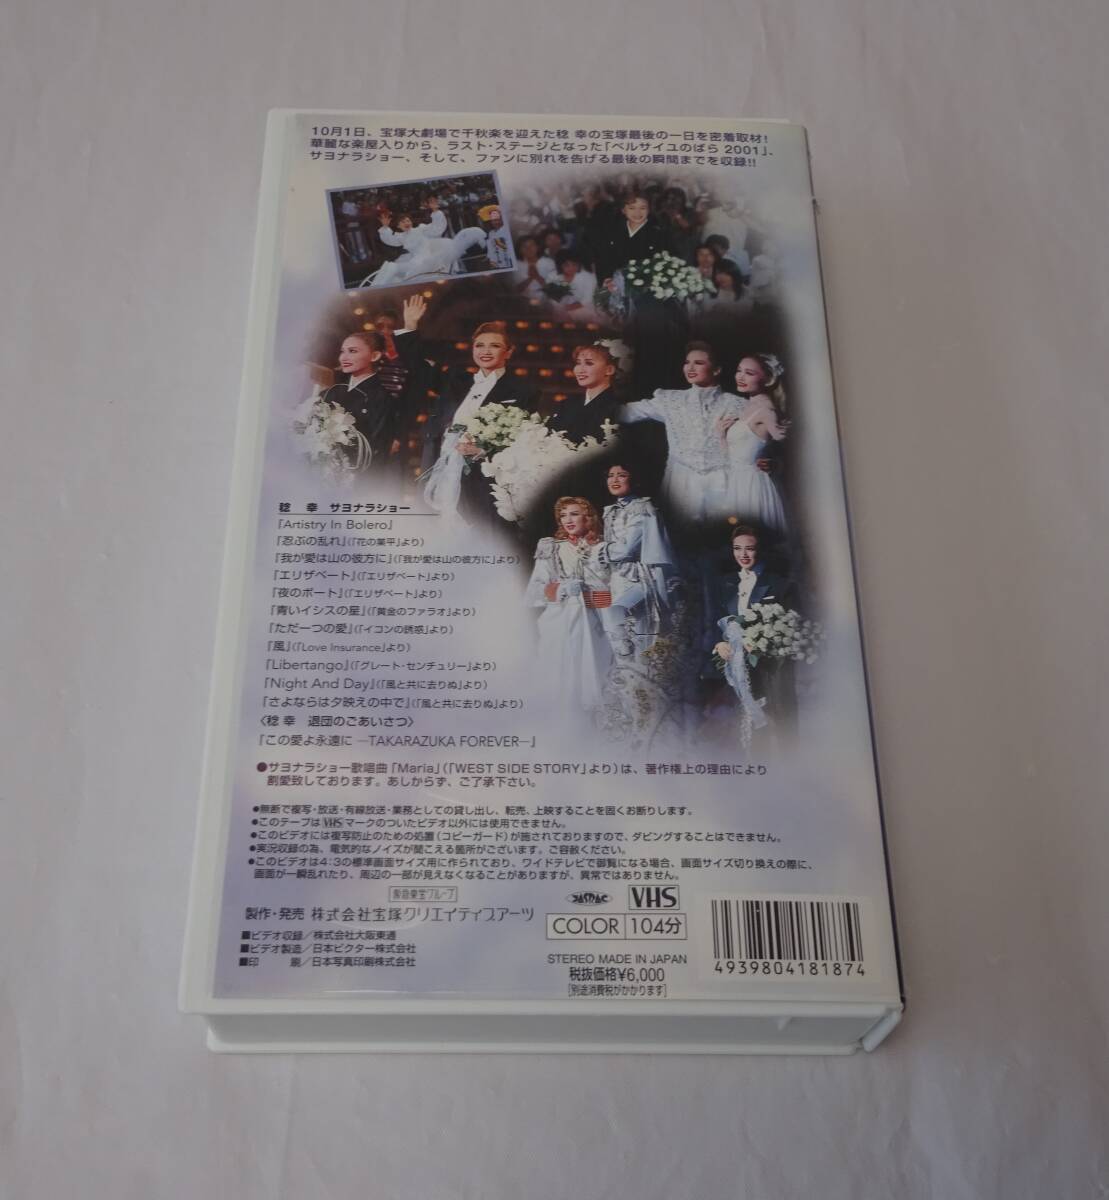 10月1日、宝塚大劇場で千秋楽を迎えた稔 幸の宝塚最後の一日を密着取材!
華麗な楽屋入りから、ラスト・ステージとなった「ベルサイユのばら 2001」、
サヨナラショー、そして、ファンに別れを告げる最後の瞬間までを収録!!
稔 幸 サヨナラショー
『Artistry In Bolero』
『忍ぶの乱れ』(「花の業平」より)
『我が愛は山の彼方に』(「我が愛は山の彼方に」より)
『エリザベート』(「エリザベート」より)
『夜のボート』(「エリザベート」より)
『青いイシスの星』(「黄金のファラオ」より)
『ただ一つの愛』(「イコンの誘惑」より)
『風』(「Love Insurance」より)
『Libertango』(「グレート・センチュリー」より)
『Night And Day』(「風と共に去りぬ」より)
『さよならは夕映えの中で』(「風と共に去りぬ」より)
〈稔 幸 退団のごあいさつ〉
『この愛よ永遠に —TAKARAZUKA FOREVER—』
●サヨナラショー歌唱曲「Maria」(「WEST SIDE STORY」より)は、著作権上の理由により
割愛致しております。あしからず、ご了承下さい。
●無断で複写・放送・有線放送・業務としての貸し出し、転売、上映することを固くお断りします。
●このテープはVHSマークのついたビデオ以外には使用できません。
●このビデオには複写防止のための処置(コピーガード)が施されておりますので、ダビングすることはできません。
●実況収録の為、電気的なノイズが聞こえる箇所がございます。ご容赦ください。
●このビデオは4:3の標準画面サイズ用に作られており、ワイドテレビで御覧になる場合、画面サイズ切り換えの際に、
画面が一瞬乱れたり、周辺の一部が見えなくなることがありますが、異常ではありません。
阪急東宝グループ
製作・発売 株式会社宝塚クリエイティブアーツ
■ビデオ収録/株式会社大阪東通
■ビデオ製造/日本ビクター株式会社
■印 刷/日本写真印刷株式会社
JASRAC VHS
COLOR 104分
STEREO MADE IN JAPAN
税抜価格¥6,000
[別途消費税がかかります]
4939804181874